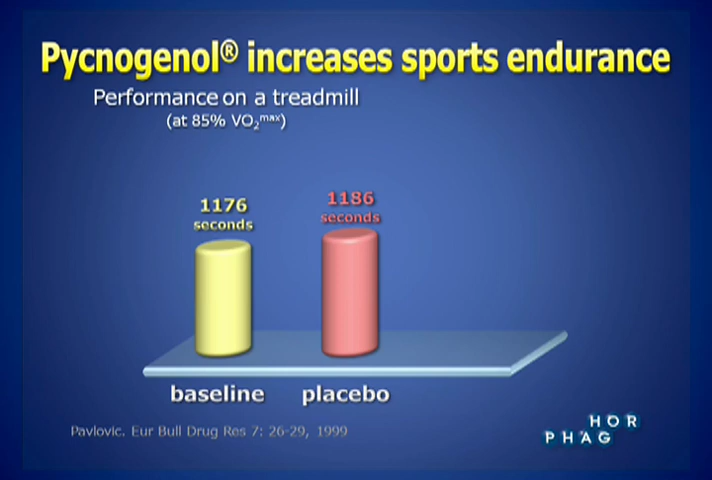 Pycnogenol® increases sports endurance
Performance on a treadmill
(at 85% VO₂ᵐᵃˣ)
1176
seconds
1186
seconds
baseline
placebo
Pavlovic. Eur Bull Drug Res 7: 26-29, 1999
HOR
PHAG